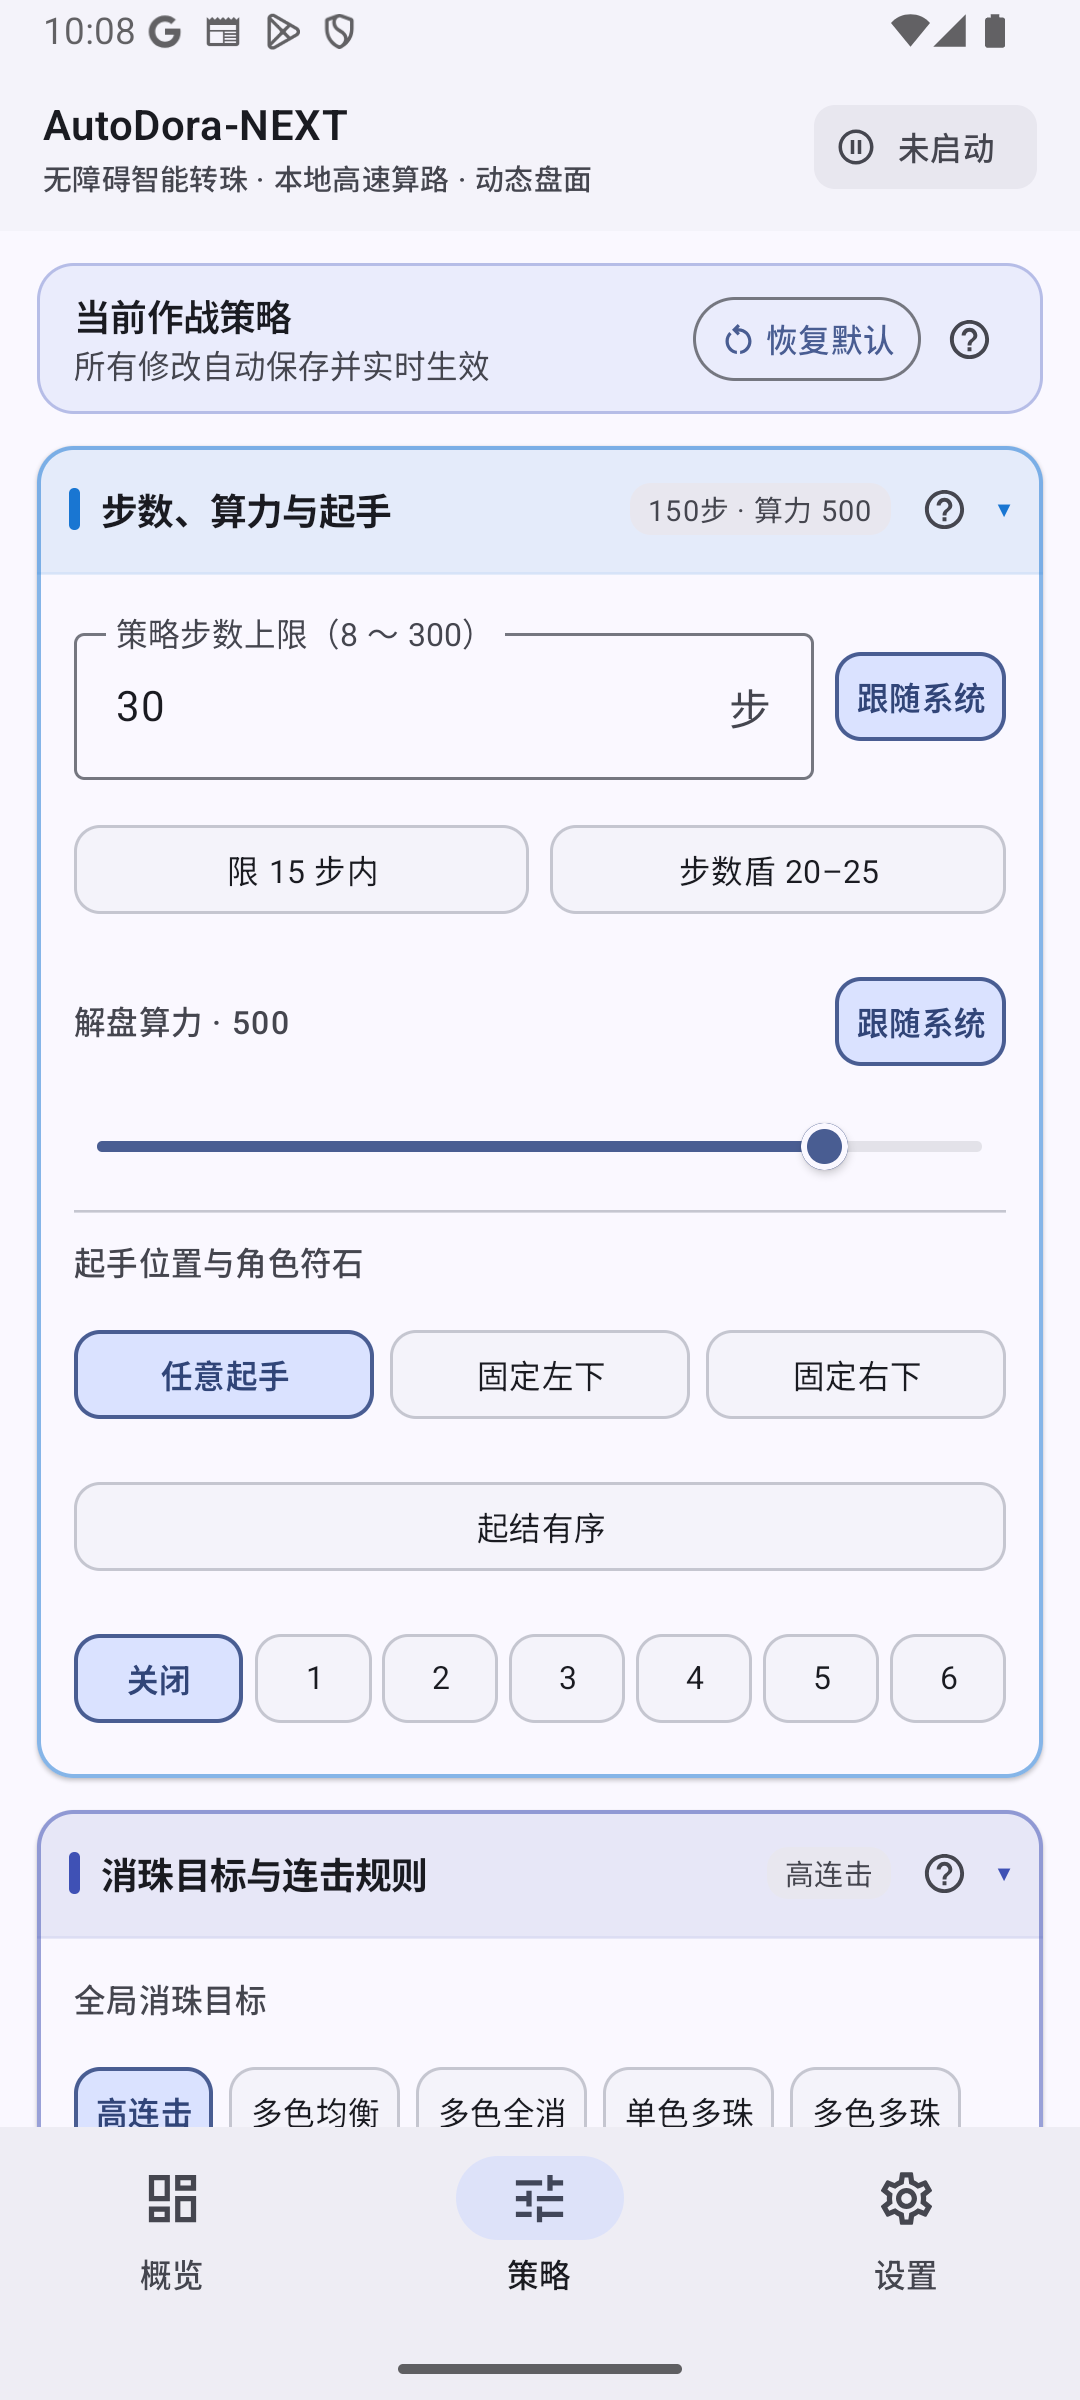 10:08
AutoDora-NEXT
无障碍智能转珠 · 本地高速算路 · 动态盘面
未启动
当前作战策略
所有修改自动保存并实时生效
恢复默认
步数、算力与起手
150步 · 算力 500
策略步数上限（8 ～ 300）
30
步
跟随系统
限 15 步内
步数盾 20–25
解盘算力 · 500
跟随系统
起手位置与角色符石
任意起手
固定左下
固定右下
起结有序
关闭
1
2
3
4
5
6
消珠目标与连击规则
高连击
全局消珠目标
高连击
多色均衡
多色全消
单色多珠
多色多珠
概览
策略
设置